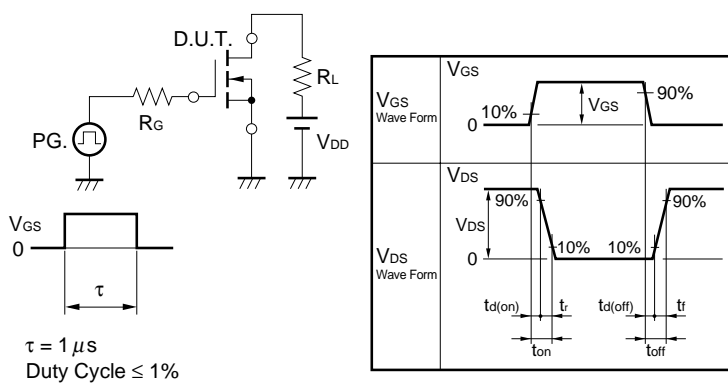 D.U.T.
RL
RG
PG.
VDD
VGS
0
τ
τ = 1 μs
Duty Cycle ≤ 1%
VGS
Wave Form
VGS
10%
0
VGS
90%
VDS
Wave Form
VDS
90%
VDS
0
10%
10%
90%
td(on)
tr
td(off)
tf
ton
toff